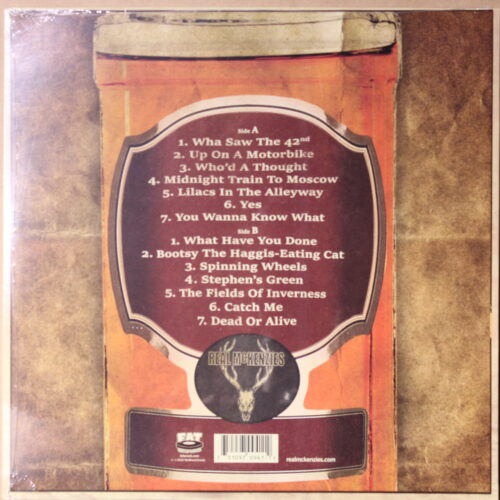 Side A
1. Wha Saw The 42nd
2. Up On A Motorbike
3. Who'd A Thought
4. Midnight Train To Moscow
5. Lilacs In The Alleyway
6. Yes
7. You Wanna Know What
Side B
1. What Have You Done
2. Bootsy The Haggis-Eating Cat
3. Spinning Wheels
4. Stephen's Green
5. The Fields Of Inverness
6. Catch Me
7. Dead Or Alive
REAL McKENZIES
FAT
realmckenzies.com